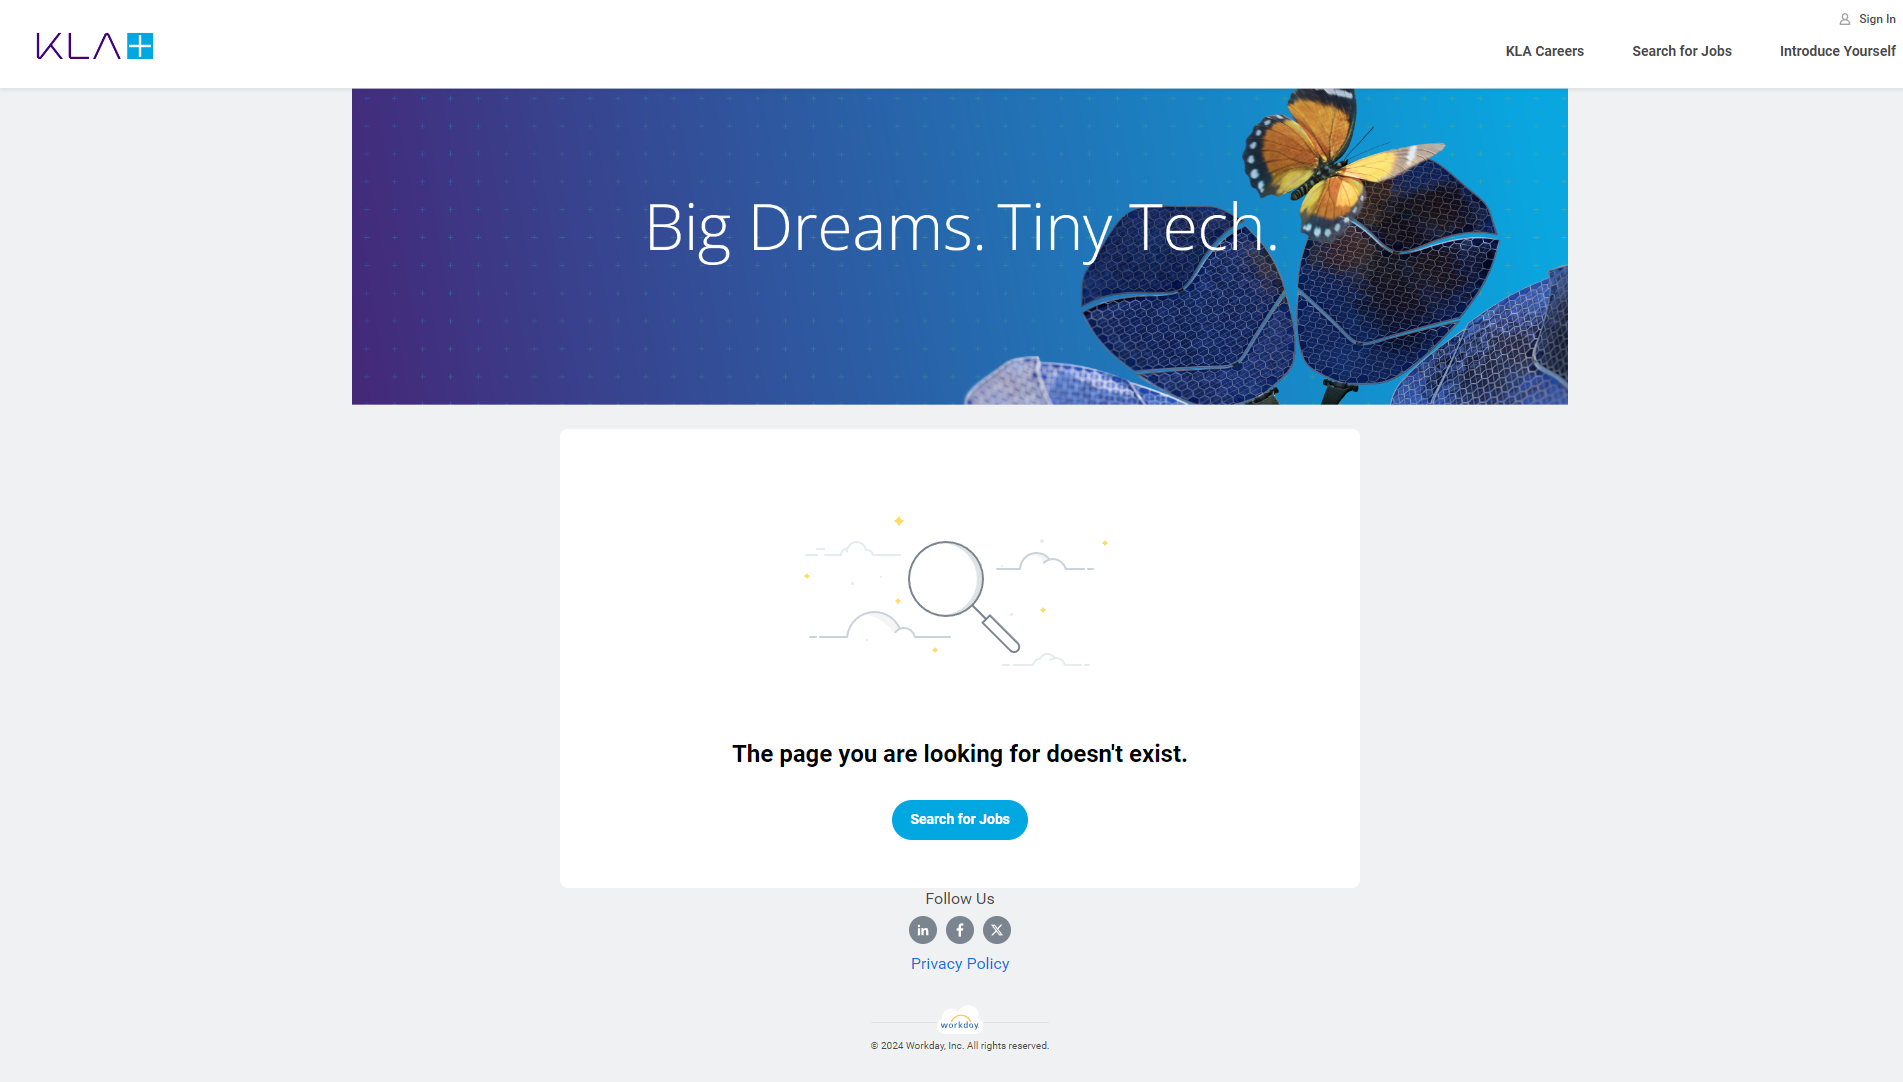 Sign In
KLA
KLA Careers
Search for Jobs
Introduce Yourself
Big Dreams. Tiny Tech.
The page you are looking for doesn't exist.
Search for Jobs
Follow Us
in f X
Privacy Policy
workday.
© 2024 Workday, Inc. All rights reserved.